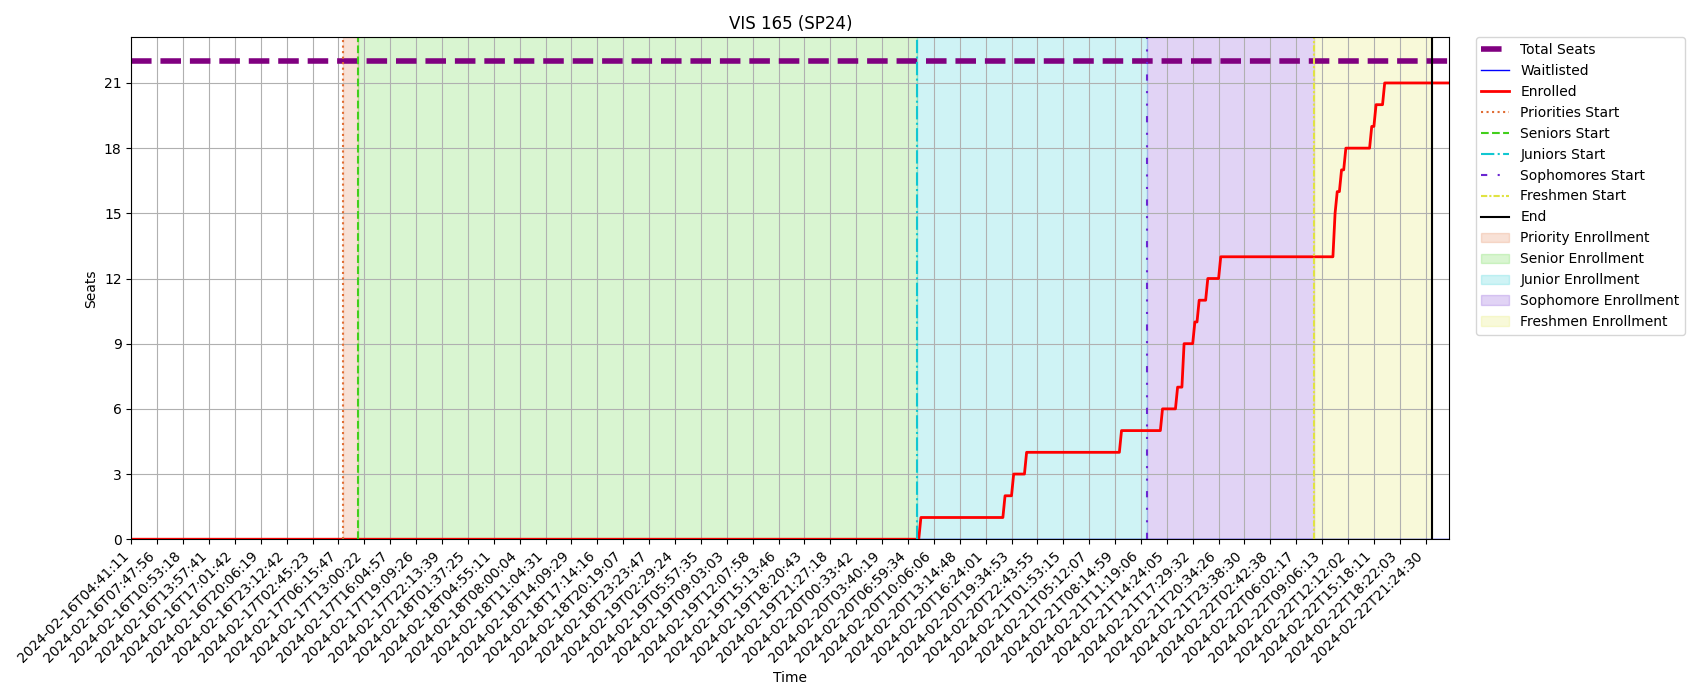 VIS 165 (SP24)
Total Seats
Waitlisted
Enrolled
Priorities Start
Seniors Start
Juniors Start
Sophomores Start
Freshmen Start
End
Priority Enrollment
Senior Enrollment
Junior Enrollment
Sophomore Enrollment
Freshmen Enrollment
Seats
21
18
15
12
9
6
3
0
2024-02-16T04:41:11
2024-02-16T07:47:56
2024-02-16T10:53:18
2024-02-16T13:57:41
2024-02-16T17:01:42
2024-02-16T20:06:19
2024-02-16T23:12:42
2024-02-17T02:45:23
2024-02-17T06:15:47
2024-02-17T13:00:22
2024-02-17T16:04:57
2024-02-17T19:09:26
2024-02-17T22:13:39
2024-02-18T01:37:25
2024-02-18T04:55:11
2024-02-18T08:00:04
2024-02-18T11:04:31
2024-02-18T14:09:29
2024-02-18T17:14:16
2024-02-18T20:19:07
2024-02-18T23:23:47
2024-02-19T02:29:24
2024-02-19T05:57:35
2024-02-19T09:03:03
2024-02-19T12:07:58
2024-02-19T15:13:46
2024-02-19T18:20:43
2024-02-19T21:27:18
2024-02-20T00:33:42
2024-02-20T03:40:19
2024-02-20T06:59:34
2024-02-20T10:06:06
2024-02-20T13:14:48
2024-02-20T16:24:01
2024-02-20T19:34:53
2024-02-20T22:43:55
2024-02-21T01:53:15
2024-02-21T05:12:07
2024-02-21T08:14:59
2024-02-21T11:19:06
2024-02-21T14:24:05
2024-02-21T17:29:32
2024-02-21T20:34:26
2024-02-21T23:38:30
2024-02-22T02:42:38
2024-02-22T06:02:17
2024-02-22T09:06:13
2024-02-22T12:12:02
2024-02-22T15:18:11
2024-02-22T18:22:03
2024-02-22T21:24:30
Time